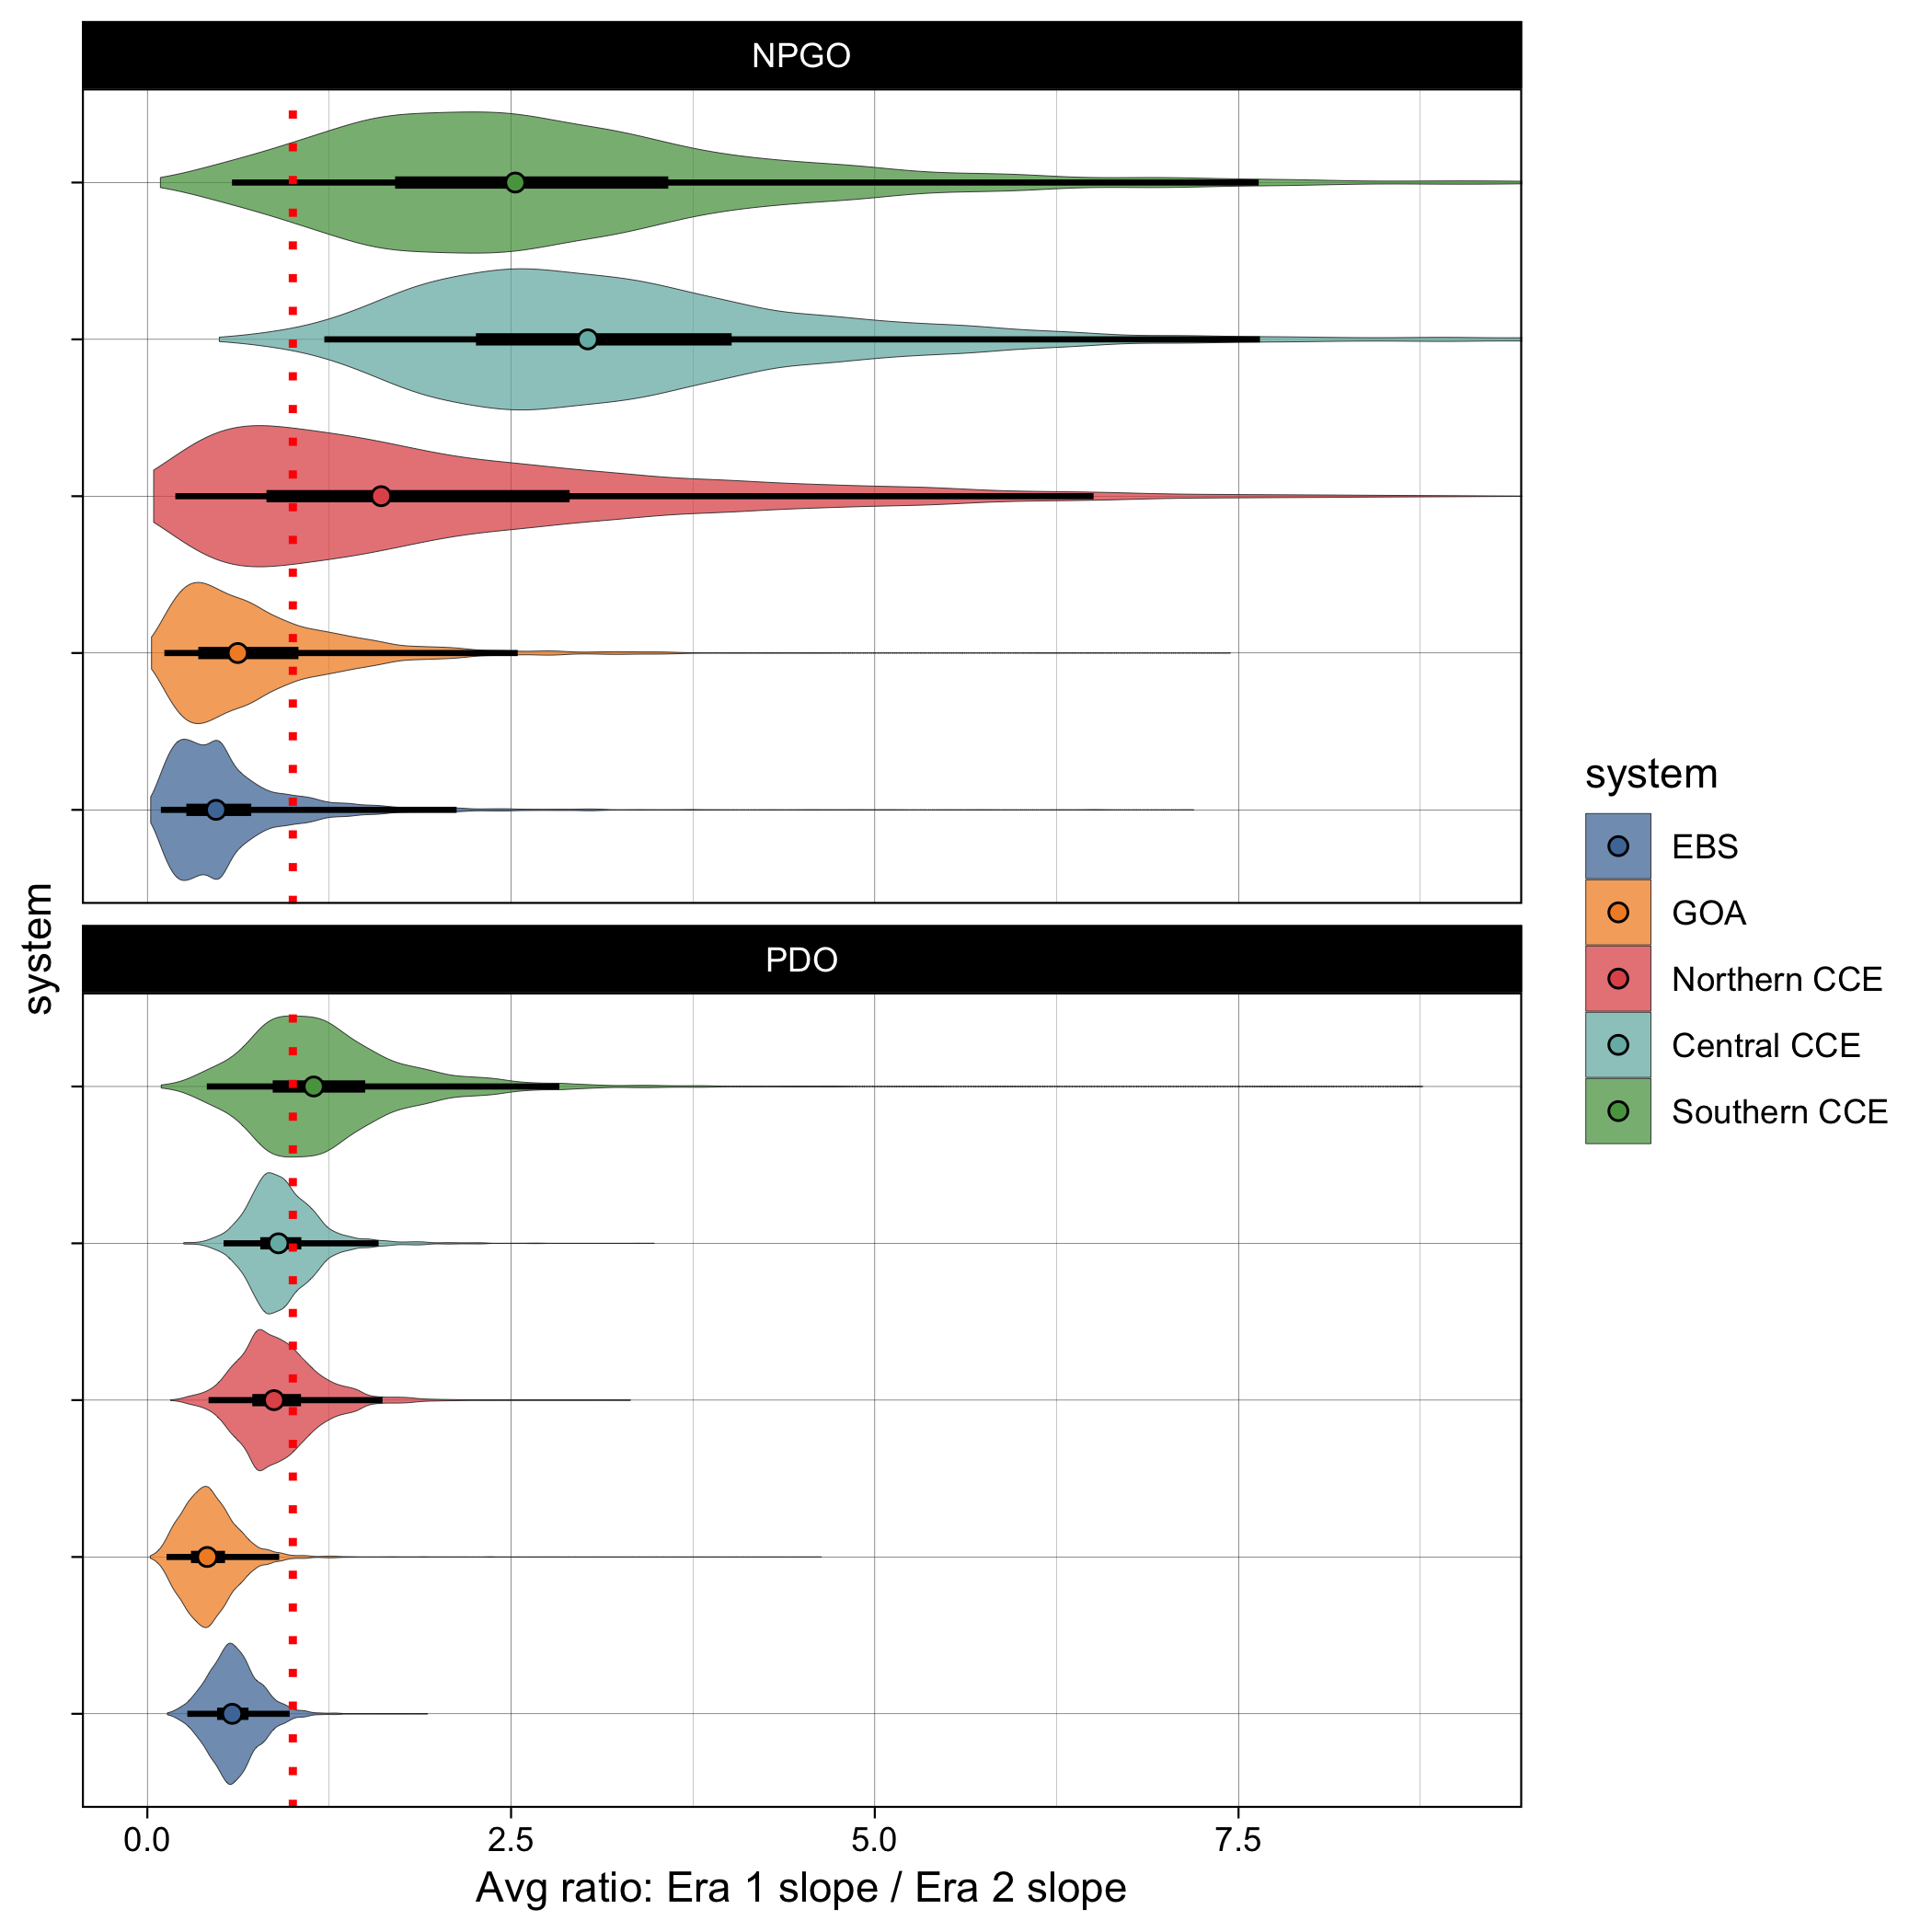 NPGO
system
PDO
0.0 2.5 5.0 7.5
Avg ratio: Era 1 slope / Era 2 slope
system
EBS
GOA
Northern CCE
Central CCE
Southern CCE